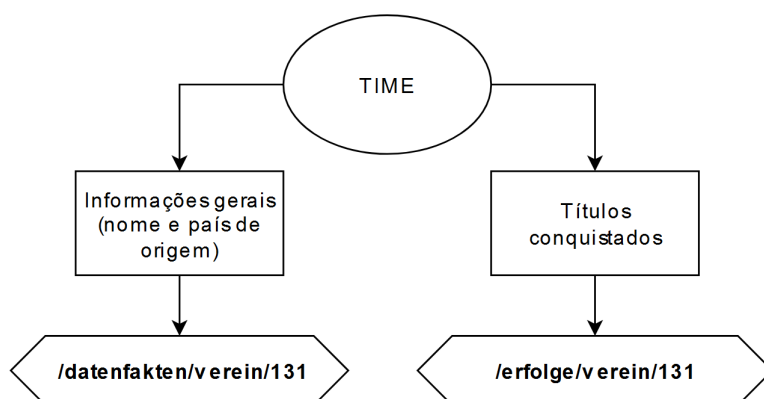 TIME
Informações gerais
(nome e país de
origem)
Títulos
conquistados
/datenfakten/verein/131
/erfolge/verein/131